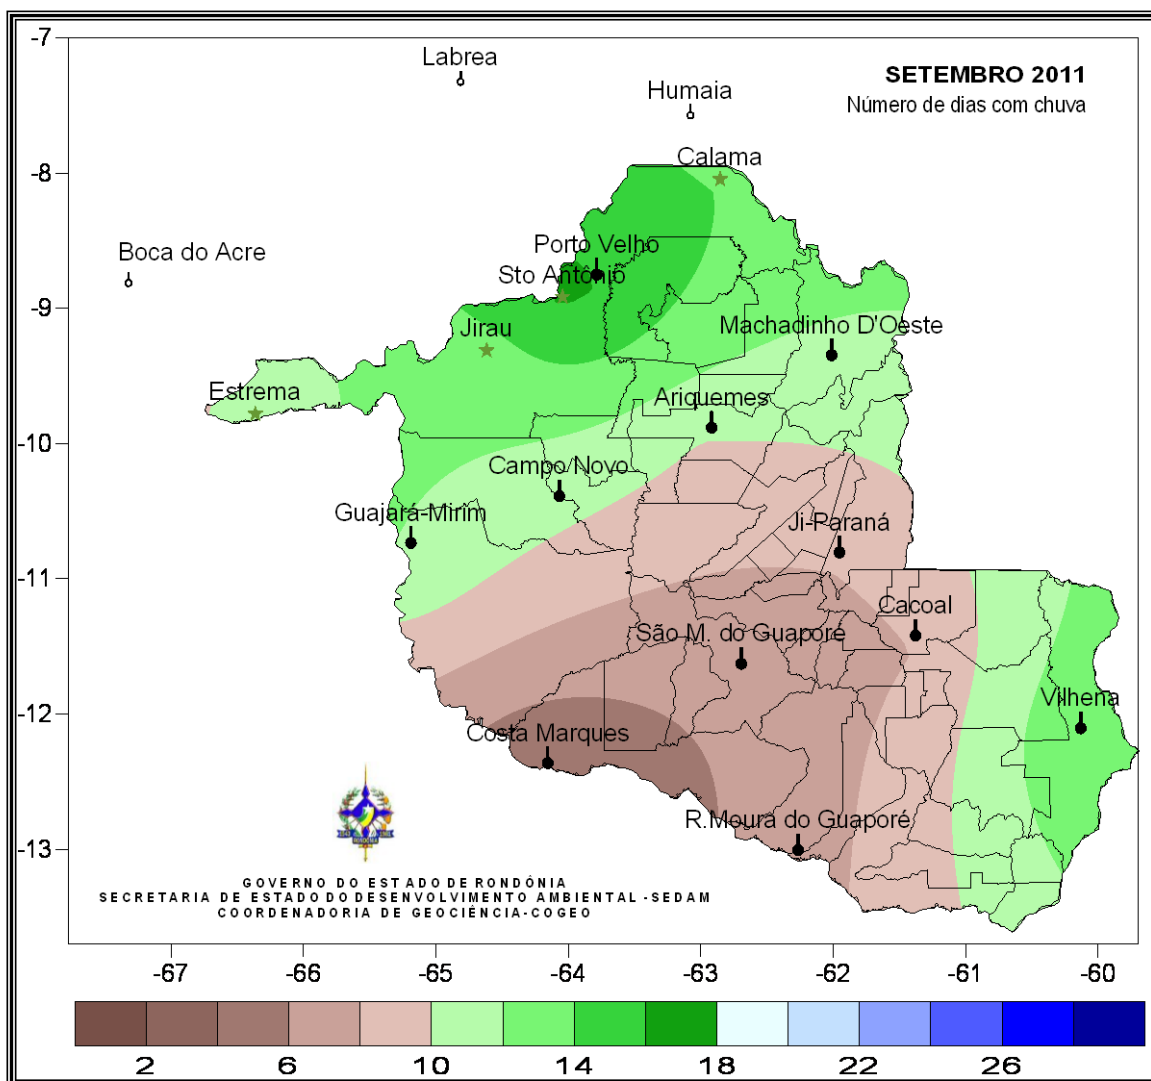 SETEMBRO 2011
Número de dias com chuva
-7
-8
-9
-10
-11
-12
-13
Labrea
Humaia
Calama
Boca do Acre
Porto Velho
Sto Antônio
Jirau
Machadinho D'Oeste
Estrema
Ariquemes
Campo Novo
Guajará-Mirim
Ji-Paraná
Cacoal
São M. do Guaporé
Vilhena
Costa Marques
R.Moura do Guaporé
GOVERNO DO ESTADO DE RONDÔNIA
SECRETARIA DE ESTADO DO DESENVOLVIMENTO AMBIENTAL -SEDAM
COORDENADORIA DE GEOCIÊNCIA-COGEO
-67 -66 -65 -64 -63 -62 -61 -60
2 6 10 14 18 22 26